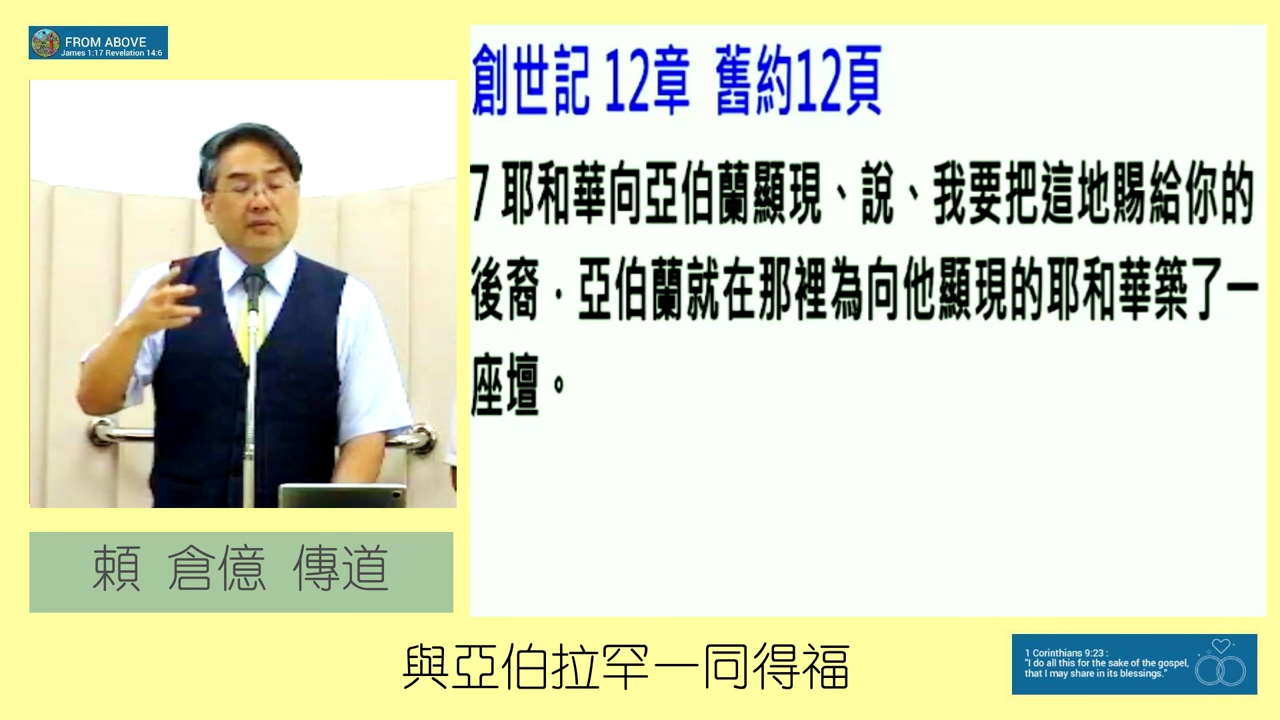 FROM ABOVE
James 1:17 Revelation 14:6
創世記 12章 舊約12頁
7 耶和華向亞伯蘭顯現、說、我要把這地賜給你的
後裔．亞伯蘭就在那裡為向他顯現的耶和華築了一
座壇。
賴 倉億 傳道
與亞伯拉罕一同得福
1 Corinthians 9:23 :
"I do all this for the sake of the gospel,
that I may share in its blessings."